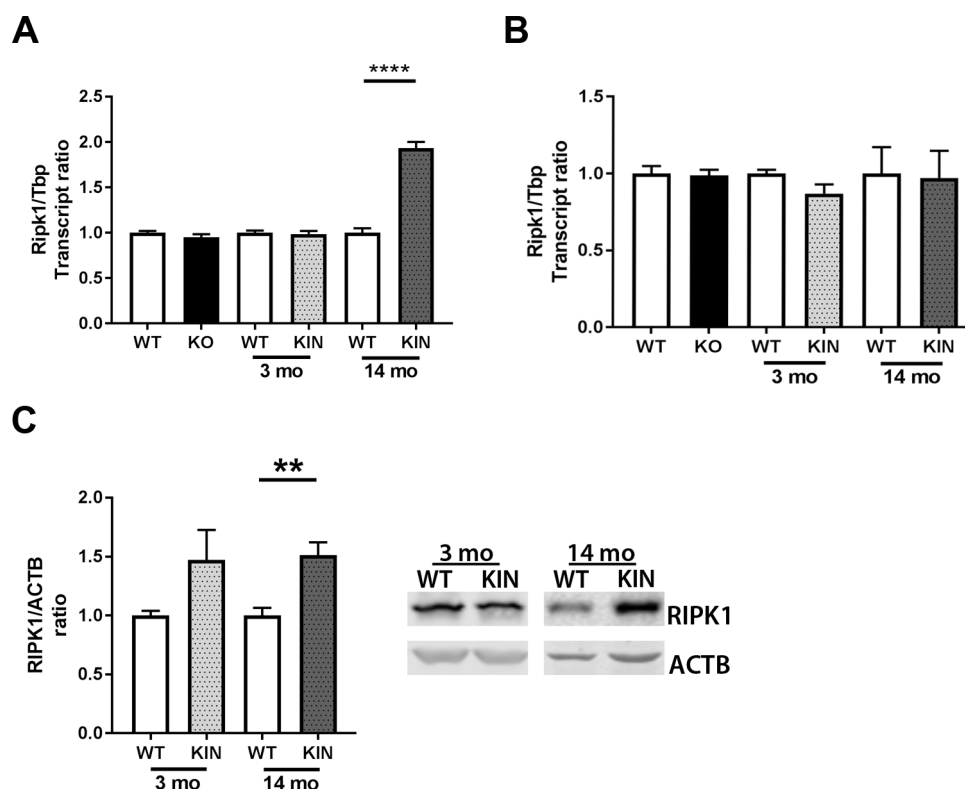 A
Ripk1/Tbp
Transcript ratio
2.5
2.0
1.5
1.0
0.5
0.0
****
WT KO WT KIN WT KIN
3 mo 14 mo
B
Ripk1/Tbp
Transcript ratio
1.5
1.0
0.5
0.0
WT KO WT KIN WT KIN
3 mo 14 mo
C
RIPK1/ACTB
ratio
2.0
1.5
1.0
0.5
0.0
**
WT KIN WT KIN
3 mo 14 mo
3 mo 14 mo
WT KIN WT KIN
RIPK1
ACTB